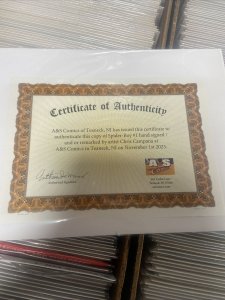 Certificate of Authenticity
A&S Comics of Teaneck, NJ has issued this certificate to
authenticate this copy of Spider-Boy #1 hand signed /
and or remarked by artist Chris Campana at
A&S Comics in Teaneck, NJ on November 1st 2023.
A&S
Authorized Signature
Teaneck, NJ